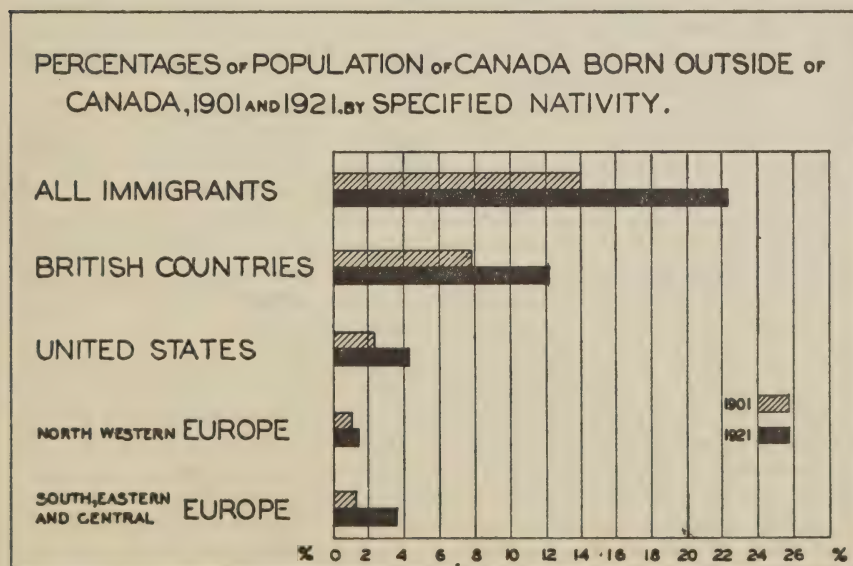 PERCENTAGES OF POPULATION OF CANADA BORN OUTSIDE OF
CANADA, 1901 AND 1921. BY SPECIFIED NATIVITY.
ALL IMMIGRANTS
BRITISH COUNTRIES
UNITED STATES
1901
NORTH WESTERN EUROPE
1921
SOUTH, EASTERN
AND CENTRAL EUROPE
% 0 2 4 6 8 10 12 14 16 18 20 22 24 26 %